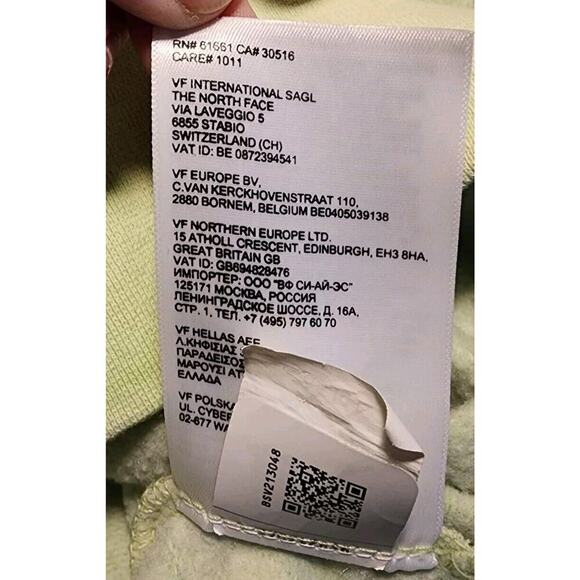 RN# 61661 CA# 30516
CARE# 1011
VF INTERNATIONAL SAGL
THE NORTH FACE
VIA LAVEGGIO 5
6855 STABIO
SWITZERLAND (CH)
VAT ID: BE 0872394541
VF EUROPE BV,
C.VAN KERCKHOVENSTRAAT 110,
2880 BORNEM, BELGIUM BE0405039138
VF NORTHERN EUROPE LTD.
15 ATHOLL CRESCENT, EDINBURGH, EH3 8HA,
GREAT BRITAIN GB
VAT ID: GB694828476
ИМПОРТЕР: ООО "ВФ СИ-АЙ-ЭС"
125171 МОСКВА, РОССИЯ
ЛЕНИНГРАДСКОЕ ШОССЕ, Д. 16А,
СТР. 1, ТЕЛ. +7 (495) 797 60 70
VF HELLAS AEE
Λ.ΚΗΦΙΣΙΑΣ
ΠΑΡΑΔΕΙΣΟΣ
ΜΑΡΟΥΣΙ ΑΤ
ΕΛΛΑΔΑ
VF POLSKA
UL. CYBER
02-677 WA
BSV213048